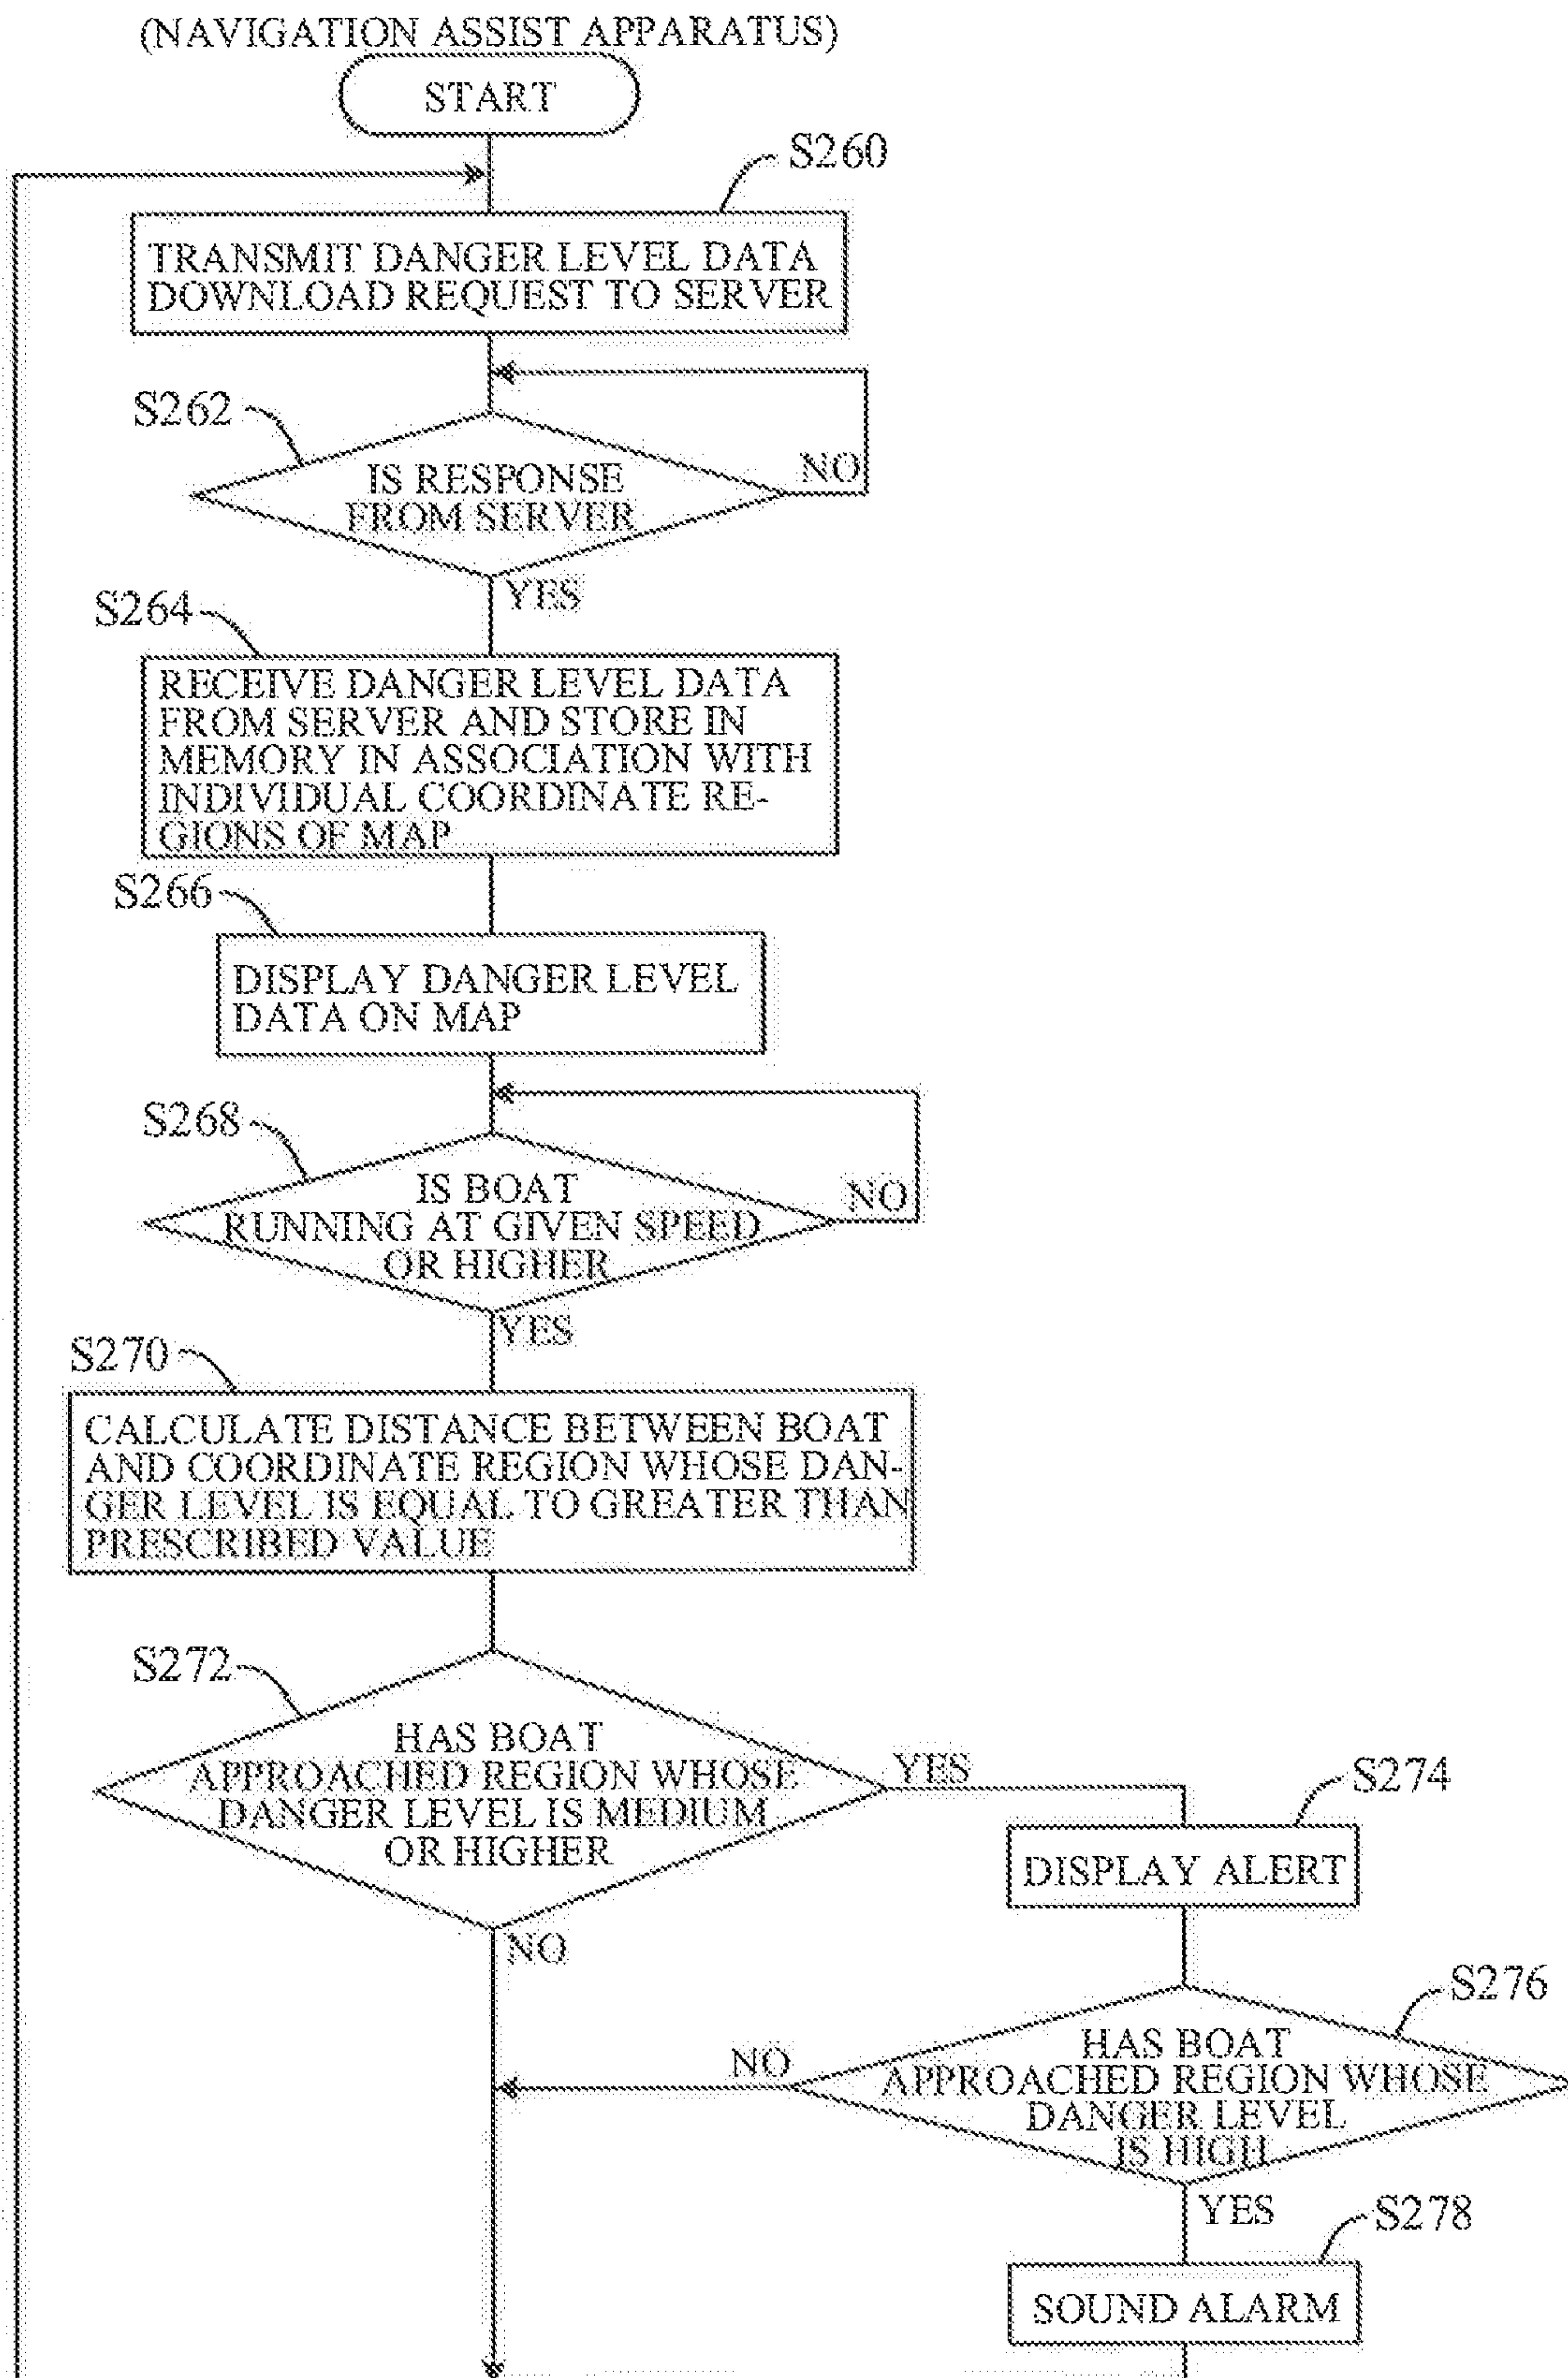 (NAVIGATION ASSIST APPARATUS)
START
S260
TRANSMIT DANGER LEVEL DATA
DOWNLOAD REQUEST TO SERVER
S262
IS RESPONSE
FROM SERVER
NO
YES
S264
RECEIVE DANGER LEVEL DATA
FROM SERVER AND STORE IN
MEMORY IN ASSOCIATION WITH
INDIVIDUAL COORDINATE RE-
GIONS OF MAP
S266
DISPLAY DANGER LEVEL
DATA ON MAP
S268
IS BOAT
RUNNING AT GIVEN SPEED
OR HIGHER
NO
YES
S270
CALCULATE DISTANCE BETWEEN BOAT
AND COORDINATE REGION WHOSE DAN-
GER LEVEL IS EQUAL TO GREATER THAN
PRESCRIBED VALUE
S272
HAS BOAT
APPROACHED REGION WHOSE
DANGER LEVEL IS MEDIUM
OR HIGHER
YES
NO
S274
DISPLAY ALERT
S276
HAS BOAT
APPROACHED REGION WHOSE
DANGER LEVEL
IS HIGH
NO
YES
S278
SOUND ALARM